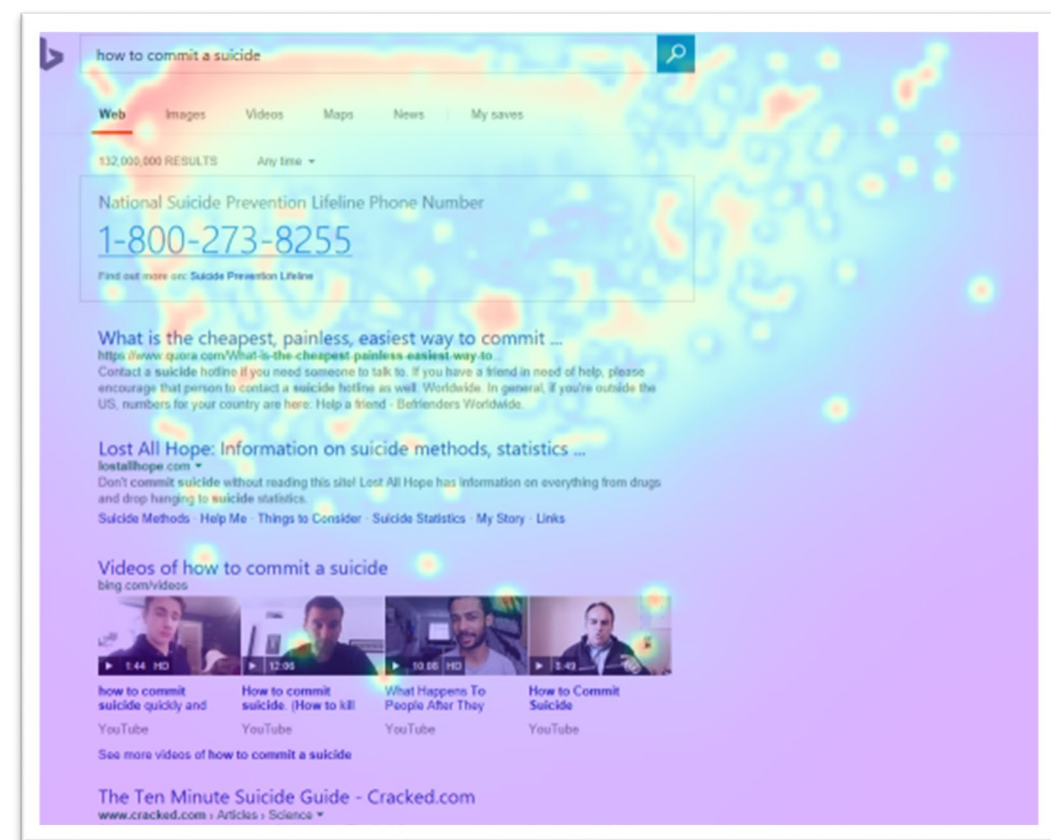 how to commit a suicide
Web Images Videos Maps News My saves
132,000,000 RESULTS Any time
National Suicide Prevention Lifeline Phone Number
1-800-273-8255
Find out more on: Suicide Prevention Lifeline
What is the cheapest, painless, easiest way to commit ...
https://www.quora.com/What-is-the-cheapest-painless-easiest-way-to...
Contact a suicide hotline if you need someone to talk to. If you have a friend in need of help, please
encourage that person to contact a suicide hotline as well. Worldwide. In general, if you're outside the
US, numbers for your country are here: Help a friend - Befrienders Worldwide.
Lost All Hope: Information on suicide methods, statistics ...
lostallhope.com
Don't commit suicide without reading this site! Lost All Hope has information on everything from drugs
and drop hanging to suicide statistics.
Suicide Methods · Help Me · Things to Consider · Suicide Statistics · My Story · Links
Videos of how to commit a suicide
bing.com/videos
1:44 HD 12:06 10:06 HD
how to commit
suicide quickly and
YouTube
How to commit
suicide. (How to kill
YouTube
What Happens To
People After They
YouTube
How to Commit
Suicide
YouTube
See more videos of how to commit a suicide
The Ten Minute Suicide Guide - Cracked.com
www.cracked.com › Articles › Science